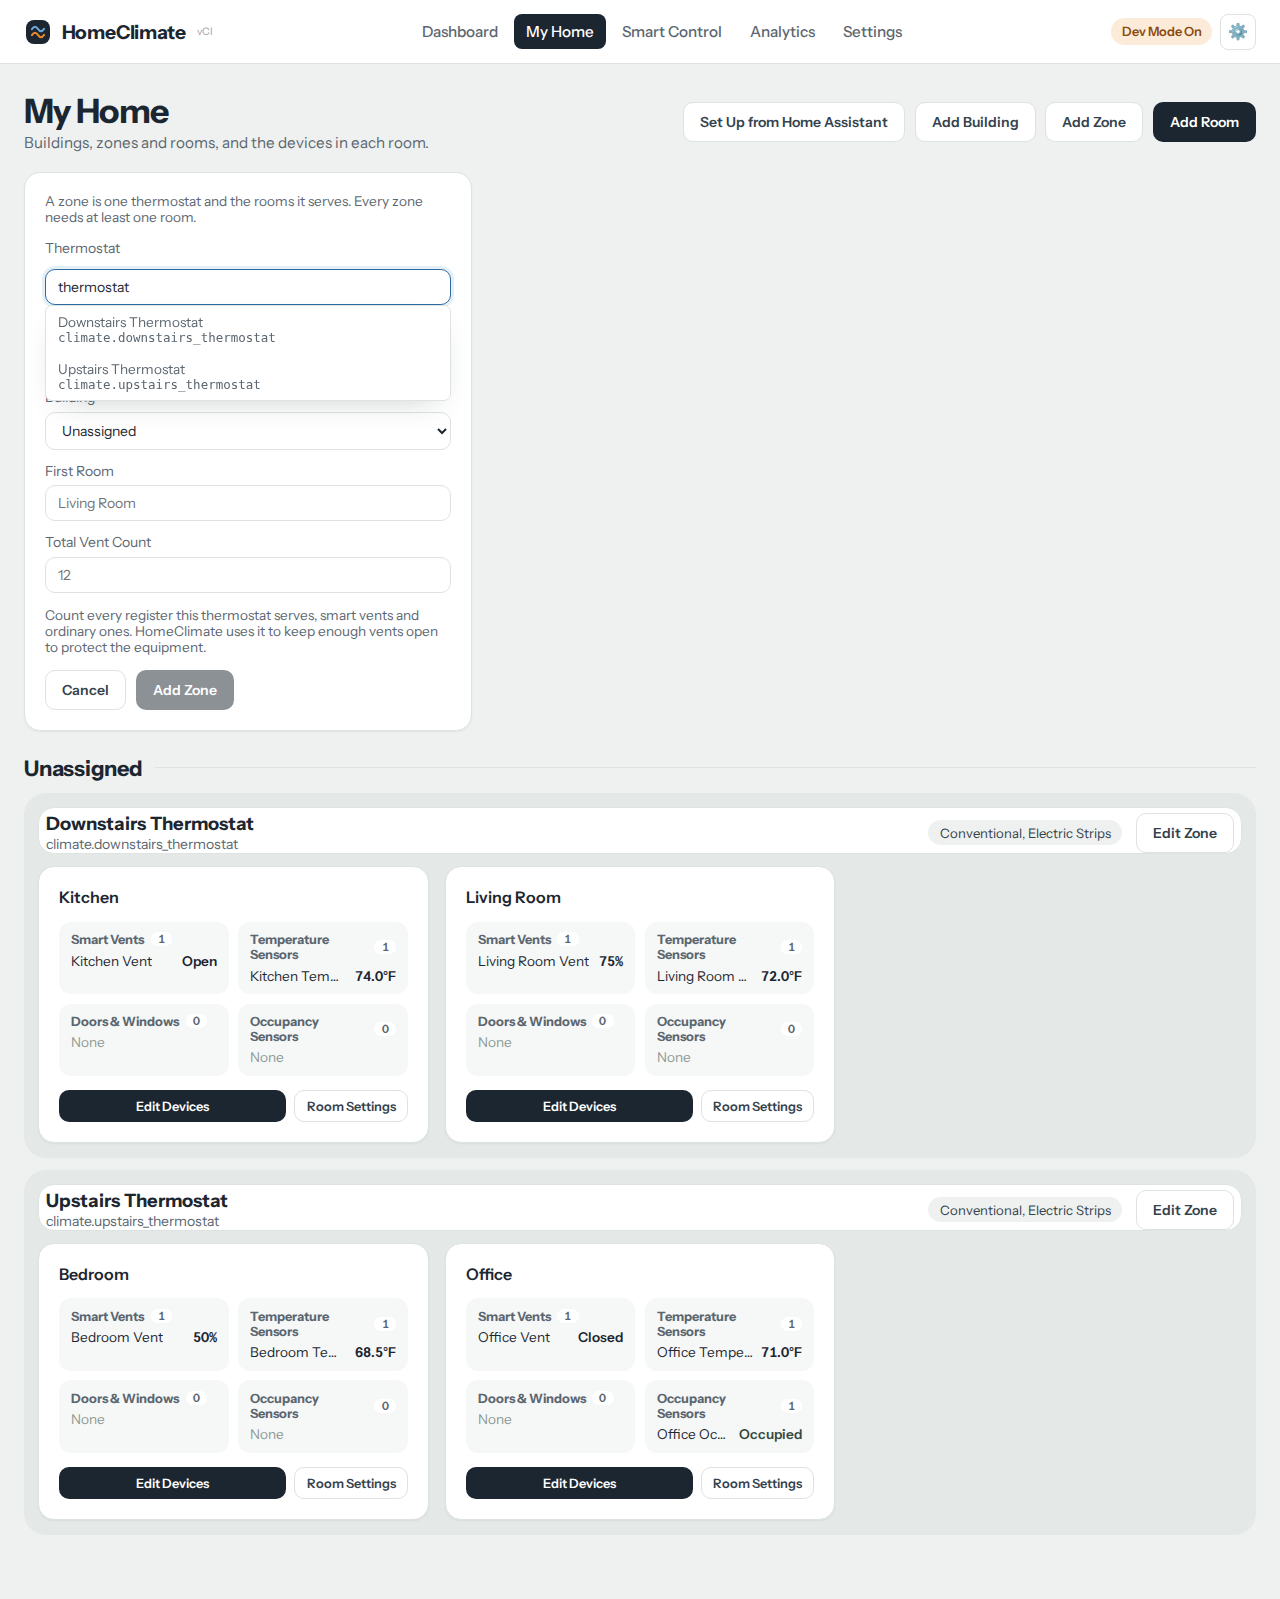 HomeClimate vCI
Dashboard My Home Smart Control Analytics Settings
Dev Mode On
My Home
Buildings, zones and rooms, and the devices in each room.
Set Up from Home Assistant Add Building Add Zone Add Room
A zone is one thermostat and the rooms it serves. Every zone
needs at least one room.
Thermostat
thermostat
Downstairs Thermostat
climate.downstairs_thermostat
Upstairs Thermostat
climate.upstairs_thermostat
Building
Unassigned
First Room
Living Room
Total Vent Count
12
Count every register this thermostat serves, smart vents and
ordinary ones. HomeClimate uses it to keep enough vents open
to protect the equipment.
Cancel Add Zone
Unassigned
Downstairs Thermostat
climate.downstairs_thermostat
Conventional, Electric Strips Edit Zone
Kitchen
Smart Vents 1
Kitchen Vent Open
Temperature
Sensors 1
Kitchen Tem... 74.0°F
Doors & Windows 0
None
Occupancy
Sensors 0
None
Edit Devices Room Settings
Living Room
Smart Vents 1
Living Room Vent 75%
Temperature
Sensors 1
Living Room ... 72.0°F
Doors & Windows 0
None
Occupancy
Sensors 0
None
Edit Devices Room Settings
Upstairs Thermostat
climate.upstairs_thermostat
Conventional, Electric Strips Edit Zone
Bedroom
Smart Vents 1
Bedroom Vent 50%
Temperature
Sensors 1
Bedroom Te... 68.5°F
Doors & Windows 0
None
Occupancy
Sensors 0
None
Edit Devices Room Settings
Office
Smart Vents 1
Office Vent Closed
Temperature
Sensors 1
Office Tempe... 71.0°F
Doors & Windows 0
None
Occupancy
Sensors 1
Office Oc... Occupied
Edit Devices Room Settings